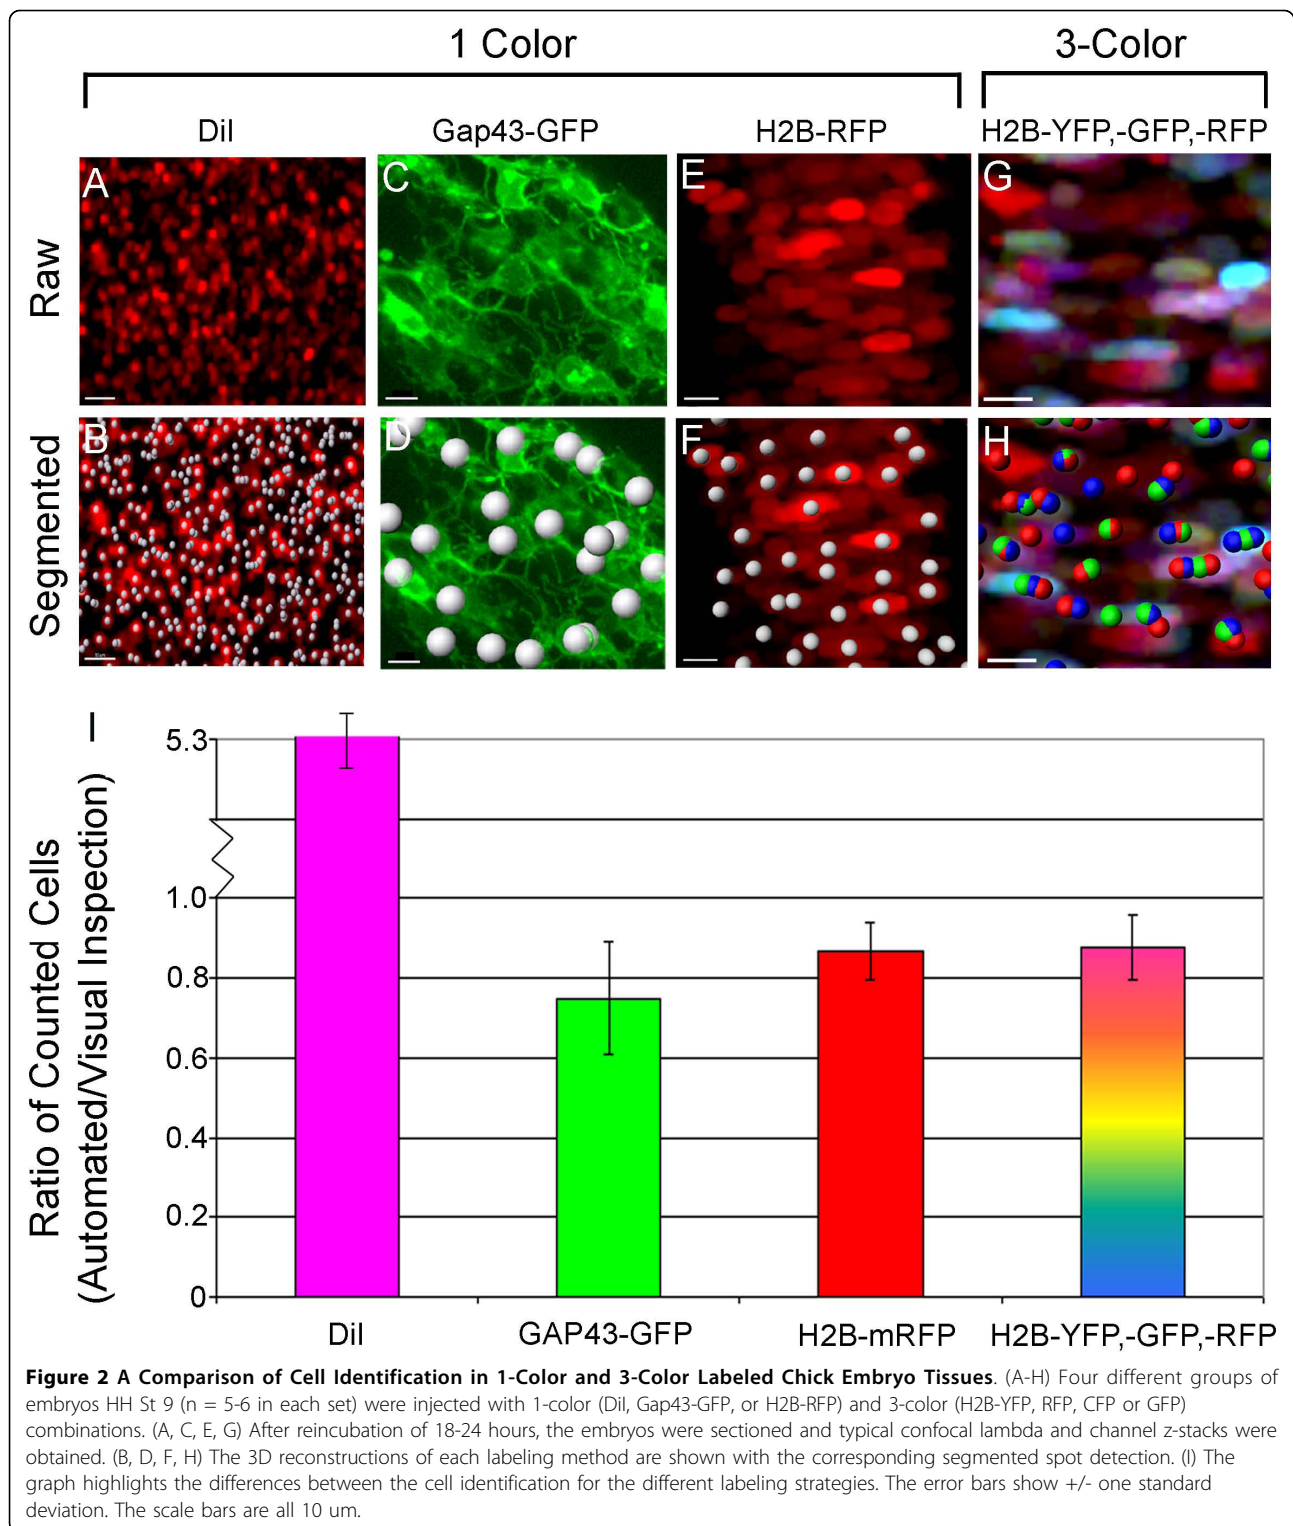 1 Color
3-Color
DiI
Gap43-GFP
H2B-RFP
H2B-YFP,-GFP,-RFP
Raw
A
C
E
G
Segmented
B
D
F
H
I
Ratio of Counted Cells
(Automated/Visual Inspection)
5.3
1.0
0.8
0.6
0.4
0.2
0
DiI
GAP43-GFP
H2B-mRFP
H2B-YFP,-GFP,-RFP
Figure 2 A Comparison of Cell Identification in 1-Color and 3-Color Labeled Chick Embryo Tissues. (A-H) Four different groups of
embryos HH St 9 (n = 5-6 in each set) were injected with 1-color (DiI, Gap43-GFP, or H2B-RFP) and 3-color (H2B-YFP, RFP, CFP or GFP)
combinations. (A, C, E, G) After reincubation of 18-24 hours, the embryos were sectioned and typical confocal lambda and channel z-stacks were
obtained. (B, D, F, H) The 3D reconstructions of each labeling method are shown with the corresponding segmented spot detection. (I) The
graph highlights the differences between the cell identification for the different labeling strategies. The error bars show +/- one standard
deviation. The scale bars are all 10 um.